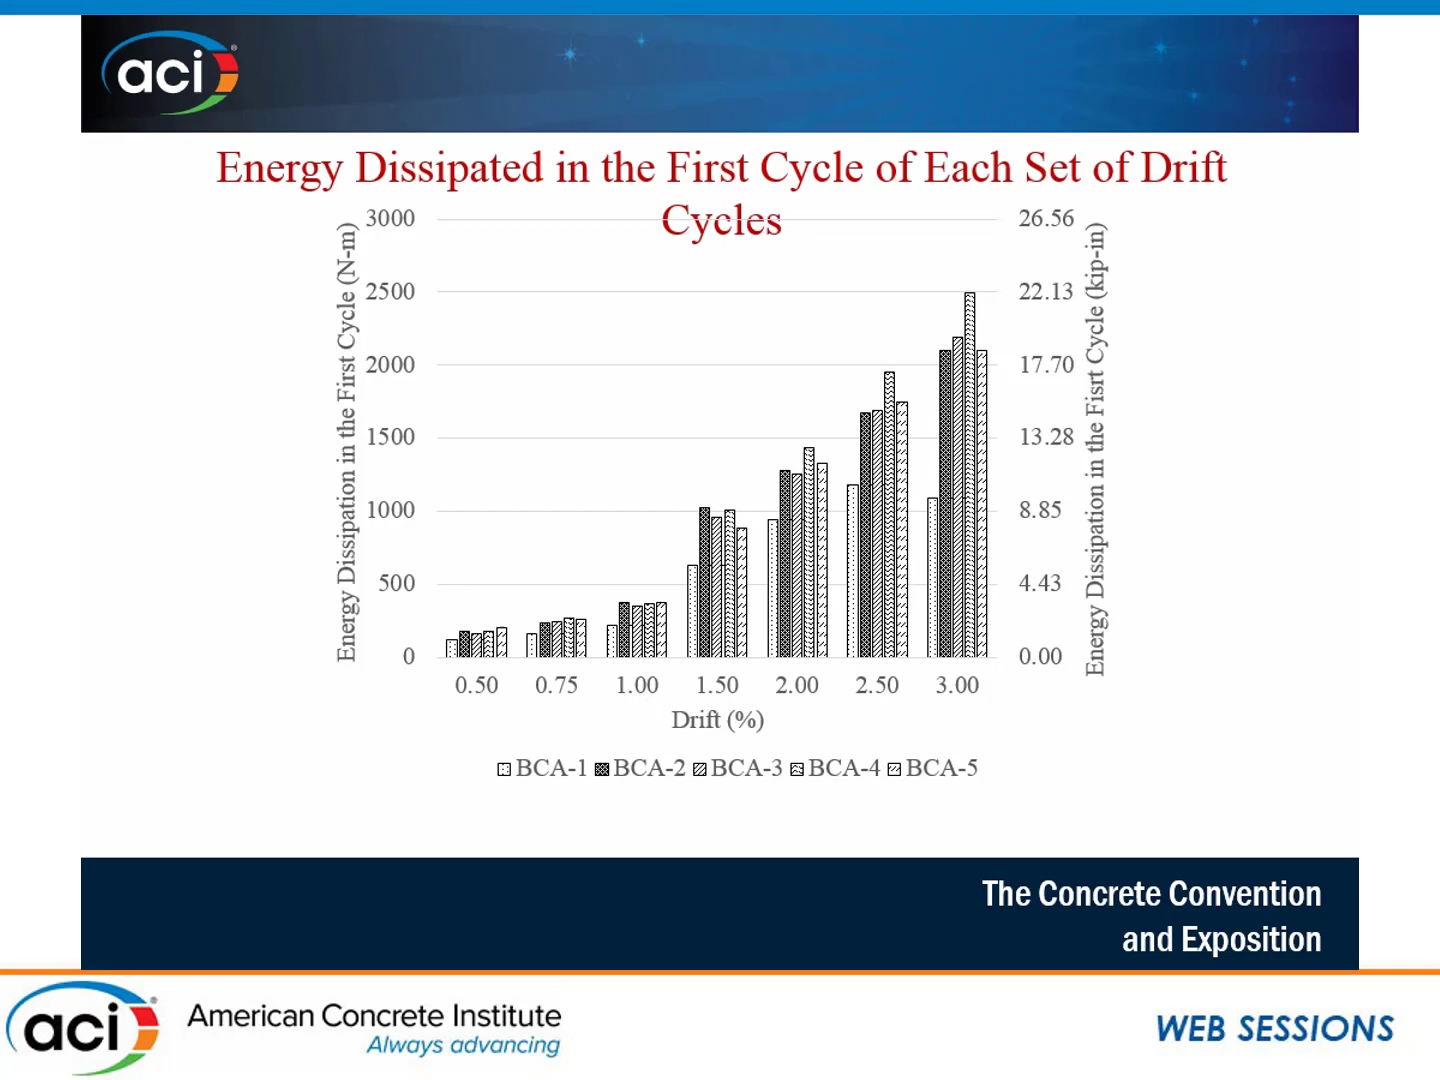 aci
Energy Dissipated in the First Cycle of Each Set of Drift
Cycles
Energy Dissipation in the First Cycle (N-m)
3000
2500
2000
1500
1000
500
0
26.56
22.13
17.70
13.28
8.85
4.43
0.00
Energy Dissipation in the Fisrt Cycle (kip-in)
0.50 0.75 1.00 1.50 2.00 2.50 3.00
Drift (%)
BCA-1 BCA-2 BCA-3 BCA-4 BCA-5
The Concrete Convention
and Exposition
aci
American Concrete Institute
Always advancing
WEB SESSIONS